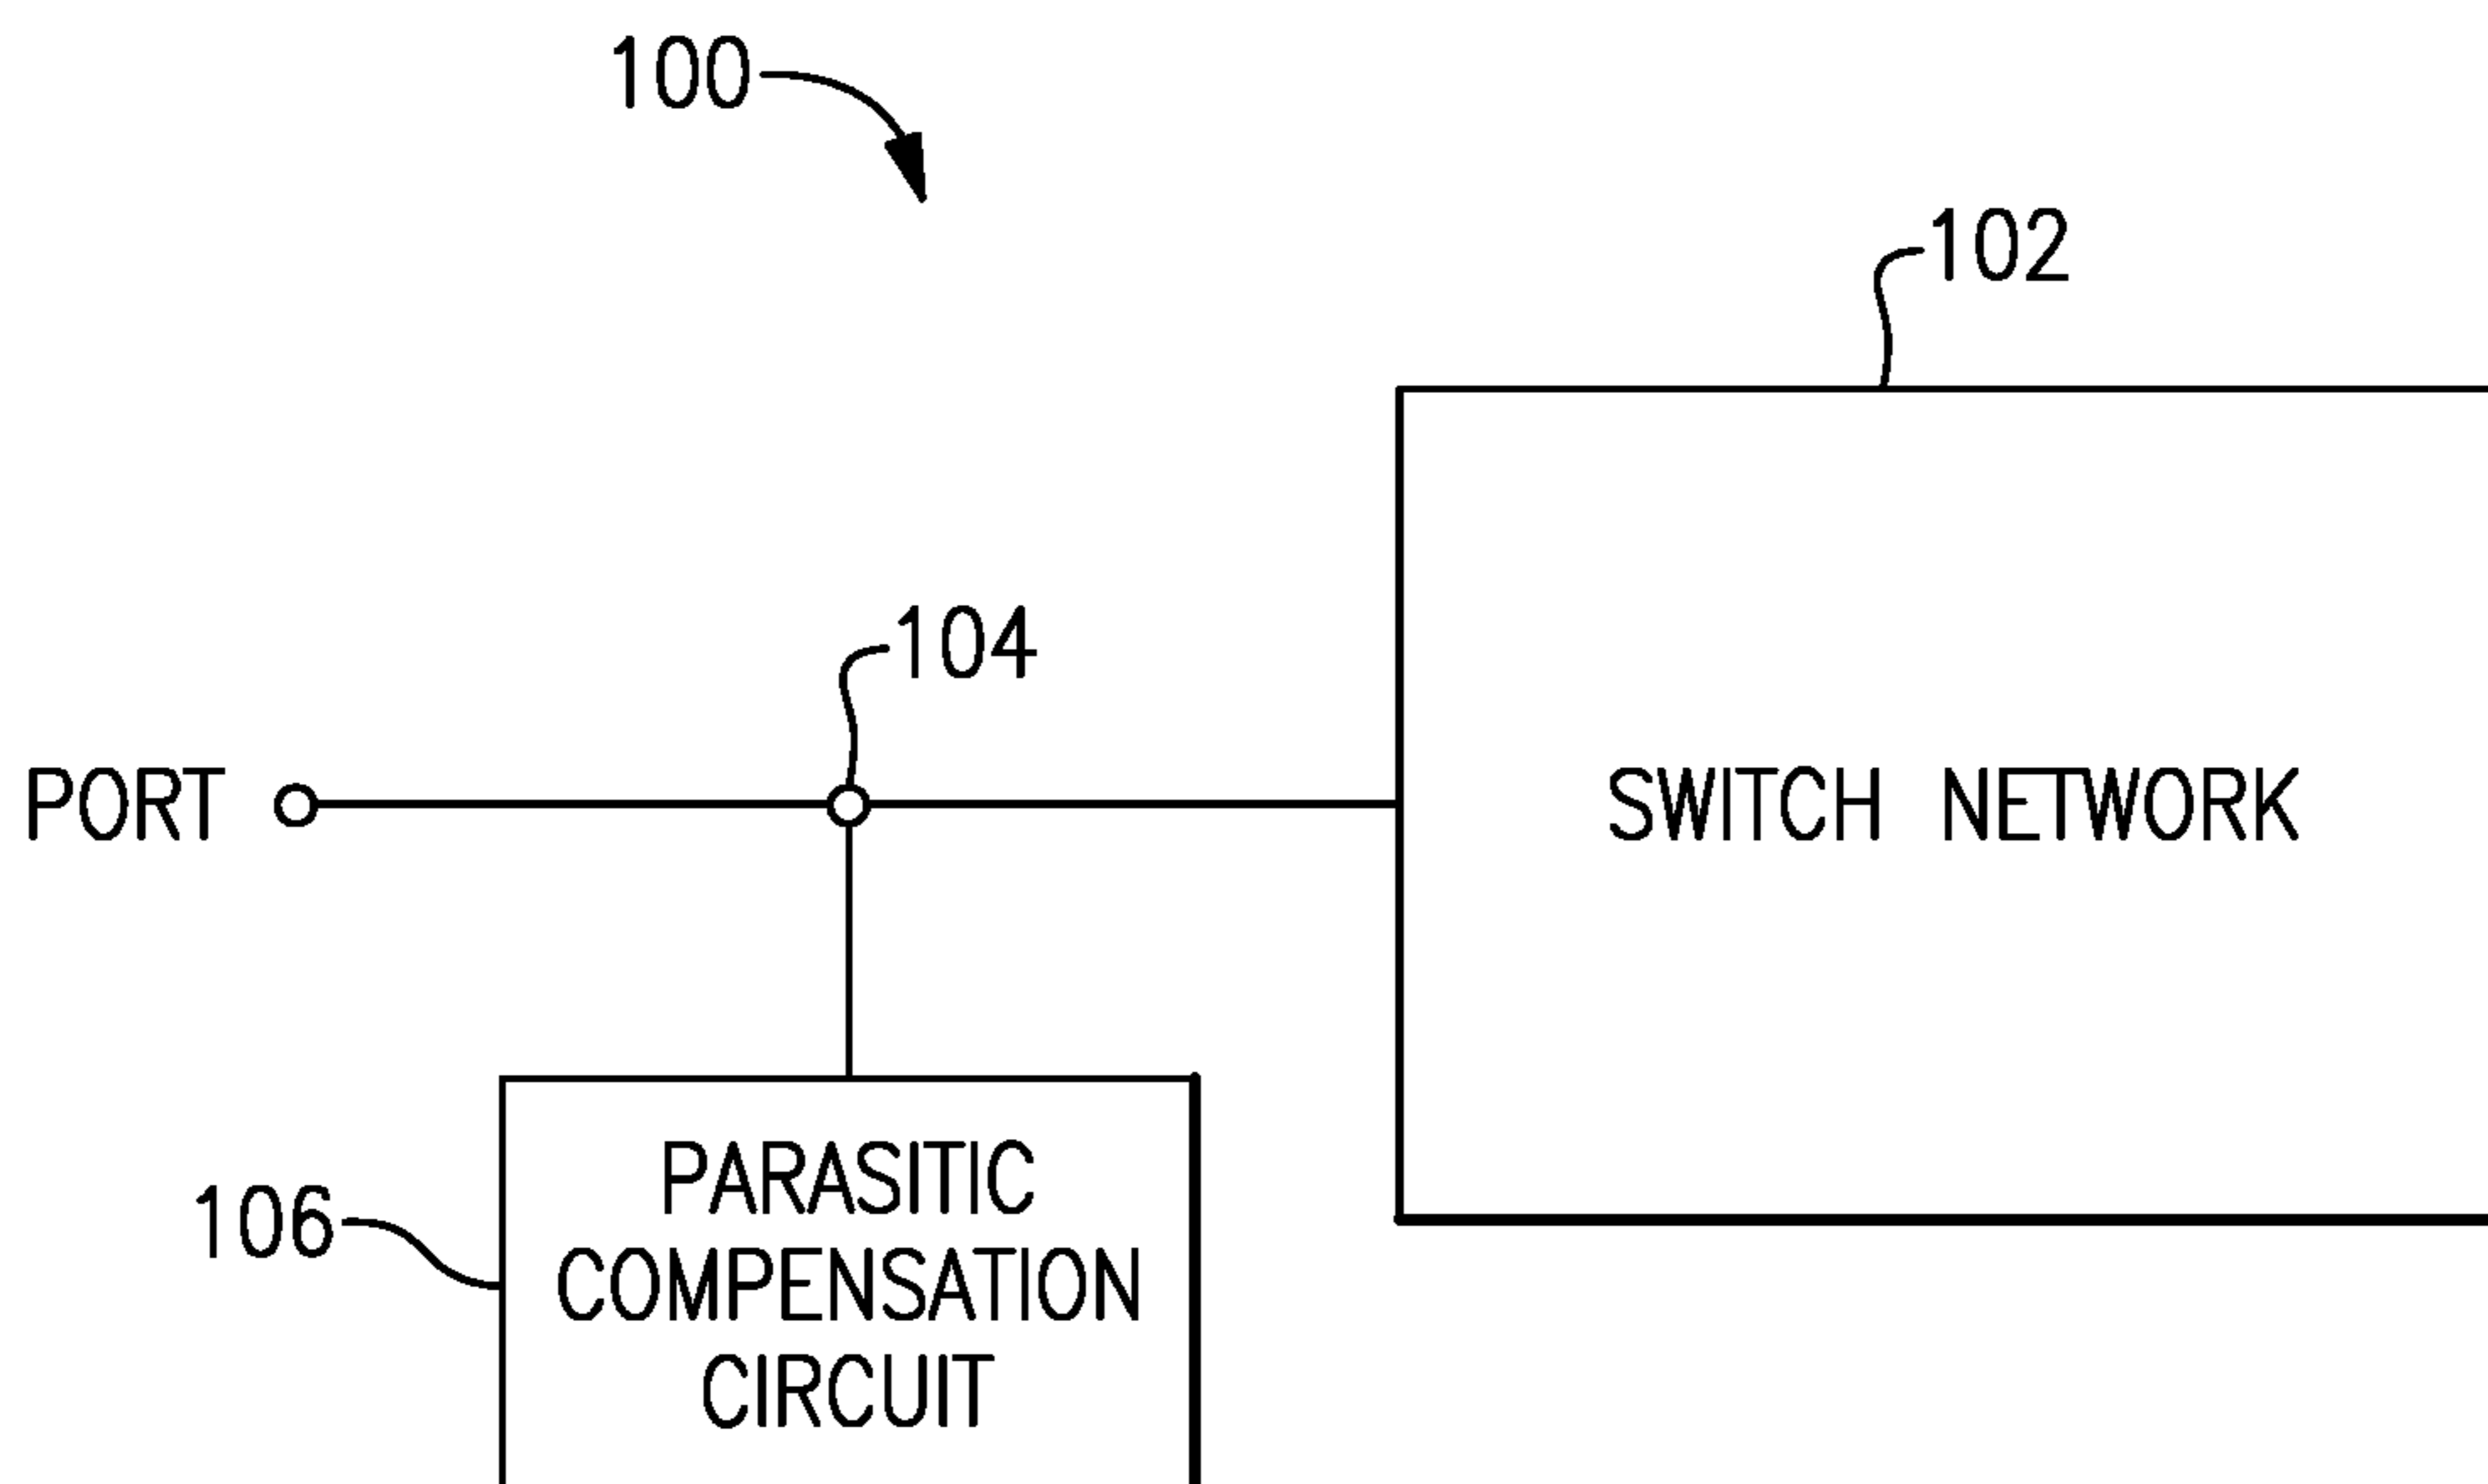 100
102
104
PORT
SWITCH NETWORK
106
PARASITIC
COMPENSATION
CIRCUIT